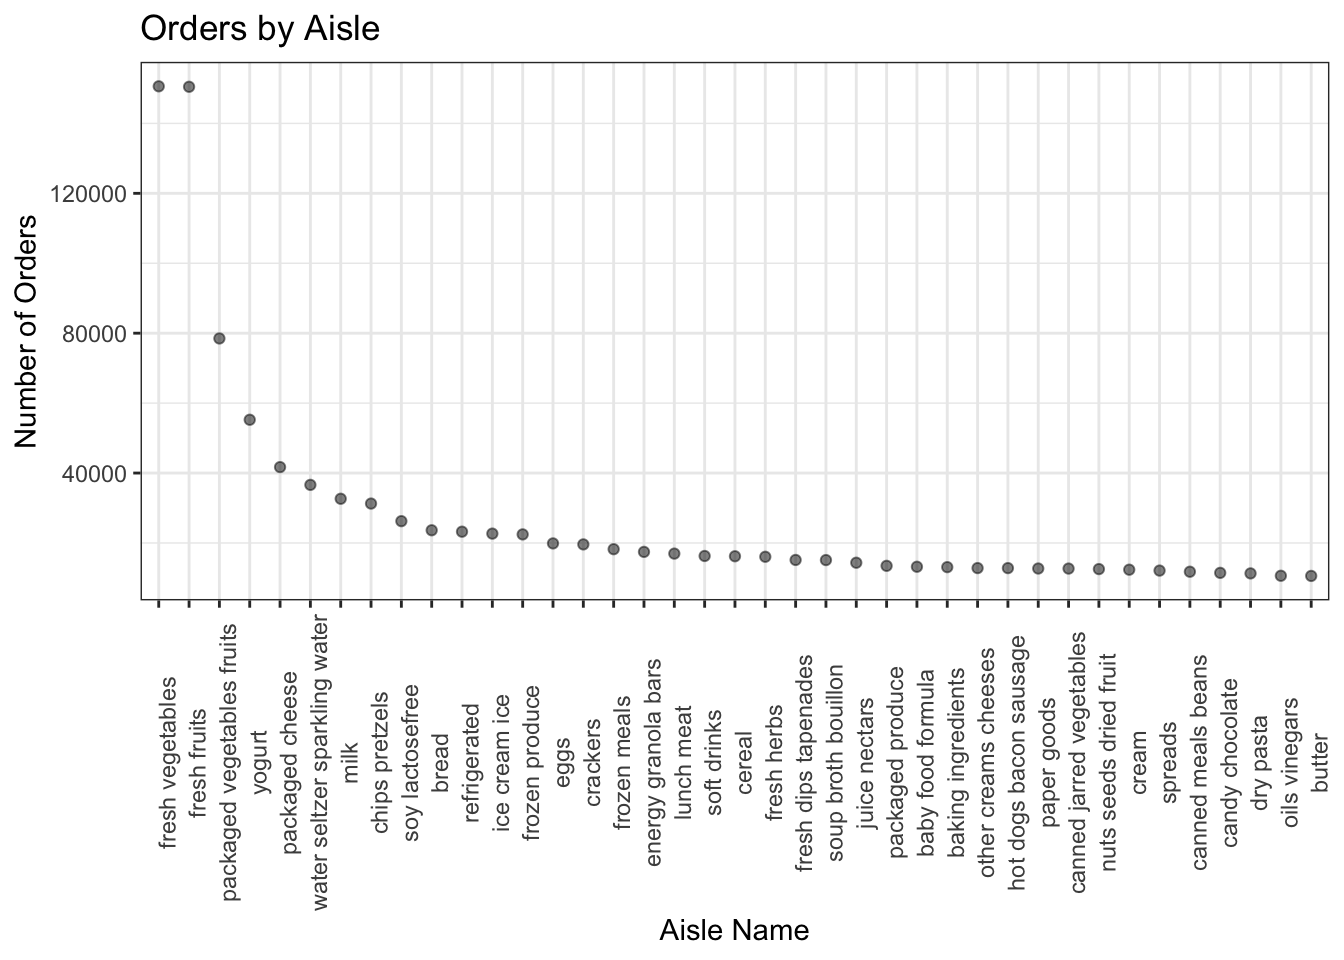 Orders by Aisle
Number of Orders
120000
80000
40000
fresh vegetables
fresh fruits
packaged vegetables fruits
yogurt
packaged cheese
water seltzer sparkling water
milk
chips pretzels
soy lactosefree
bread
refrigerated
ice cream ice
frozen produce
eggs
crackers
frozen meals
energy granola bars
lunch meat
soft drinks
cereal
fresh herbs
fresh dips tapenades
soup broth bouillon
juice nectars
packaged produce
baby food formula
baking ingredients
other creams cheeses
hot dogs bacon sausage
paper goods
canned jarred vegetables
nuts seeds dried fruit
cream
spreads
canned meals beans
candy chocolate
dry pasta
oils vinegars
butter
Aisle Name